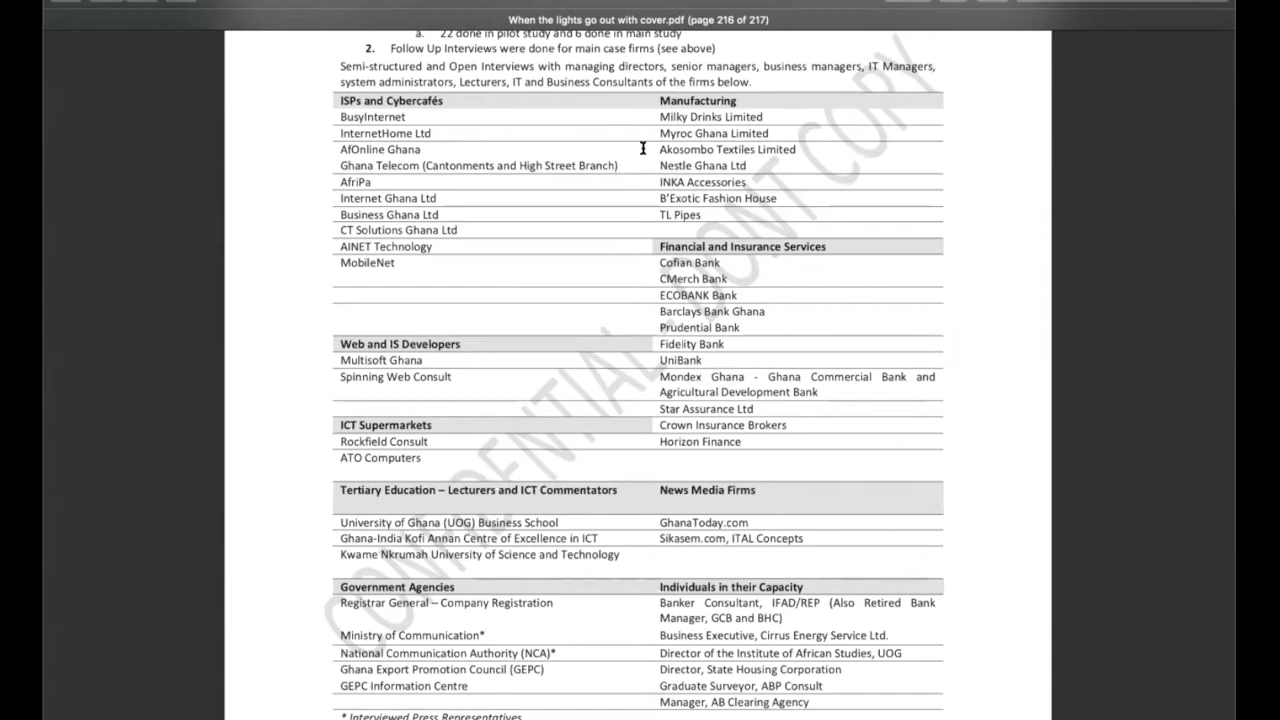 When the lights go out with cover.pdf (page 216 of 217)
a. 22 done in pilot study and 6 done in main study
2. Follow Up Interviews were done for main case firms (see above)
Semi-structured and Open Interviews with managing directors, senior managers, business managers, IT Managers,
system administrators, Lecturers, IT and Business Consultants of the firms below.
ISPs and Cybercafés Manufacturing
BusyInternet Milky Drinks Limited
InternetHome Ltd Myroc Ghana Limited
AfOnline Ghana Akosombo Textiles Limited
Ghana Telecom (Cantonments and High Street Branch) Nestle Ghana Ltd
AfriPa INKA Accessories
Internet Ghana Ltd B'Exotic Fashion House
Business Ghana Ltd TL Pipes
CT Solutions Ghana Ltd
AINET Technology Financial and Insurance Services
MobileNet Cofian Bank
CMerch Bank
ECOBANK Bank
Barclays Bank Ghana
Prudential Bank
Web and IS Developers Fidelity Bank
Multisoft Ghana UniBank
Spinning Web Consult Mondex Ghana - Ghana Commercial Bank and
Agricultural Development Bank
Star Assurance Ltd
ICT Supermarkets Crown Insurance Brokers
Rockfield Consult Horizon Finance
ATO Computers
Tertiary Education – Lecturers and ICT Commentators News Media Firms
University of Ghana (UOG) Business School GhanaToday.com
Ghana-India Kofi Annan Centre of Excellence in ICT Sikasem.com, ITAL Concepts
Kwame Nkrumah University of Science and Technology
Government Agencies Individuals in their Capacity
Registrar General – Company Registration Banker Consultant, IFAD/REP (Also Retired Bank
Manager, GCB and BHC)
Ministry of Communication* Business Executive, Cirrus Energy Service Ltd.
National Communication Authority (NCA)* Director of the Institute of African Studies, UOG
Ghana Export Promotion Council (GEPC) Director, State Housing Corporation
GEPC Information Centre Graduate Surveyor, ABP Consult
Manager, AB Clearing Agency
* Interviewed Press Representatives
CONFIDENTIAL - DONT COPY